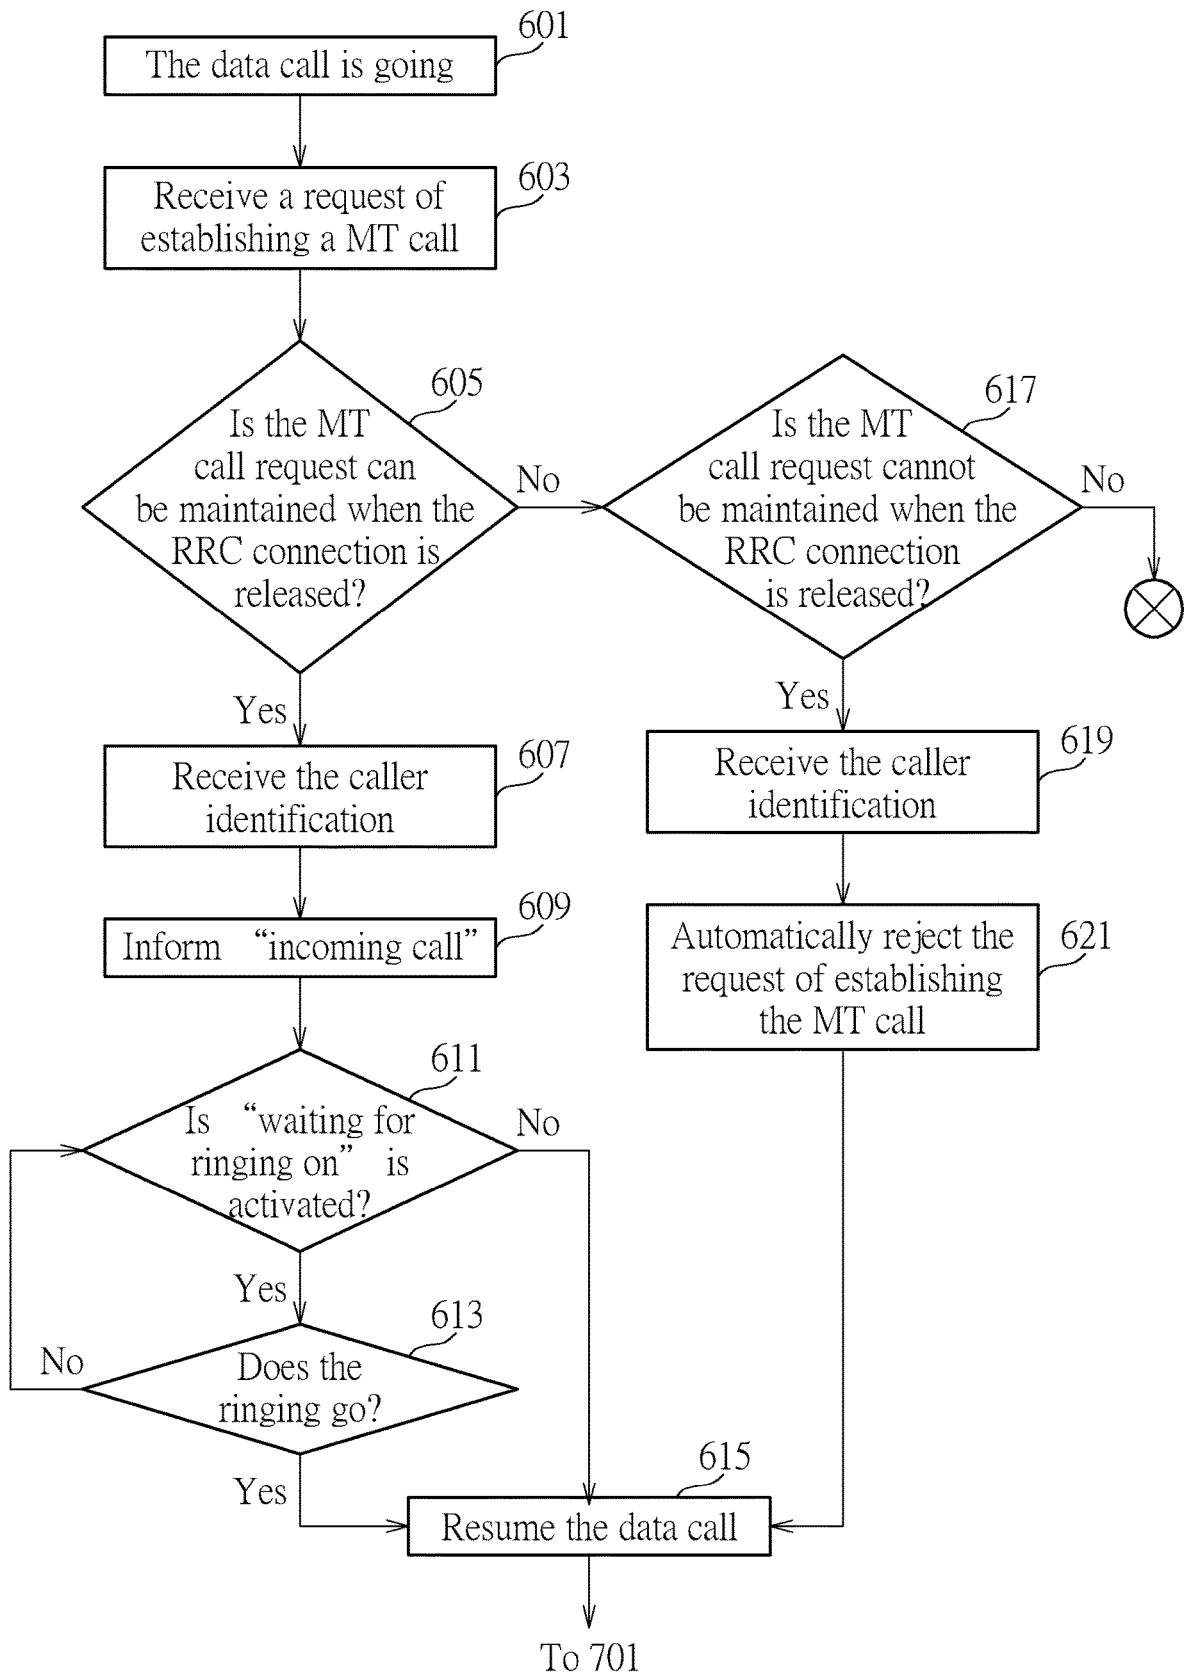 601
The data call is going
603
Receive a request of
establishing a MT call
605
Is the MT
call request can
be maintained when the
RRC connection is
released?
No
617
Is the MT
call request cannot
be maintained when the
RRC connection
is released?
No
Yes
607
Receive the caller
identification
Yes
619
Receive the caller
identification
609
Inform “incoming call”
621
Automatically reject the
request of establishing
the MT call
611
Is “waiting for
ringing on” is
activated?
No
Yes
613
Does the
ringing go?
No
Yes
615
Resume the data call
To 701